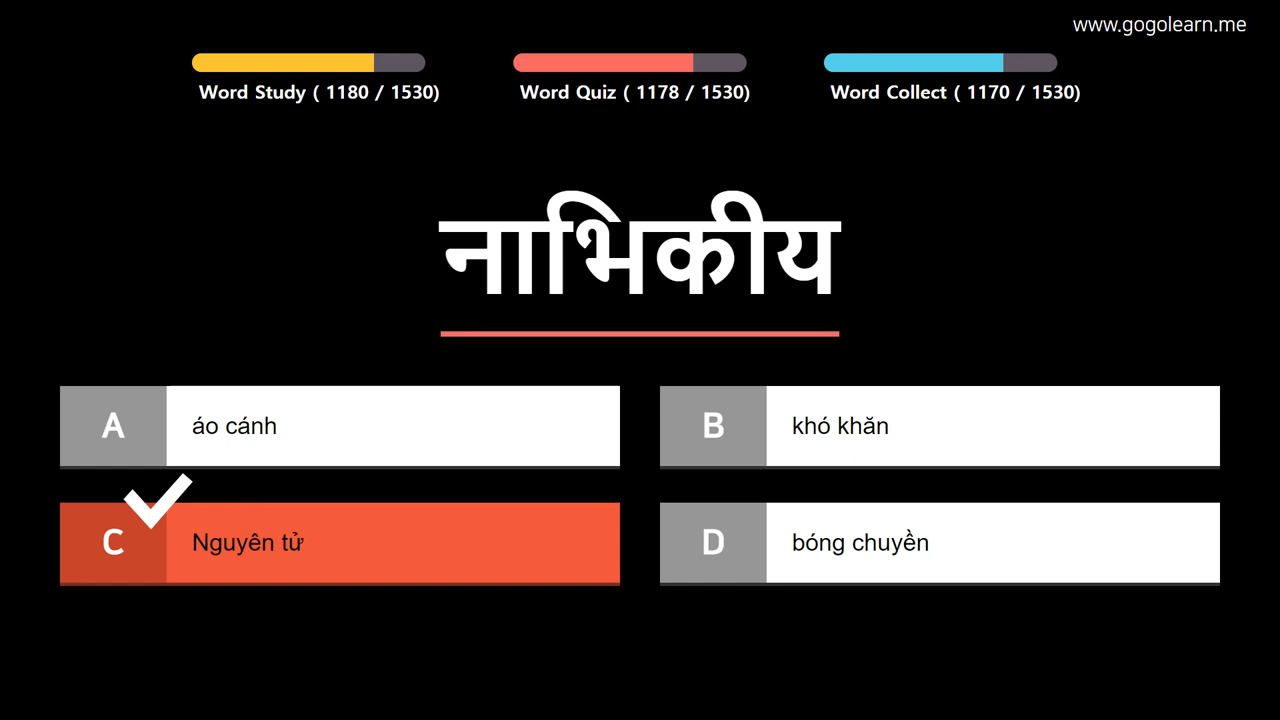 www.gogolearn.me
Word Study ( 1180 / 1530)
Word Quiz ( 1178 / 1530)
Word Collect ( 1170 / 1530)
नाभिकीय
A áo cánh
B khó khăn
C Nguyên tử
D bóng chuyền